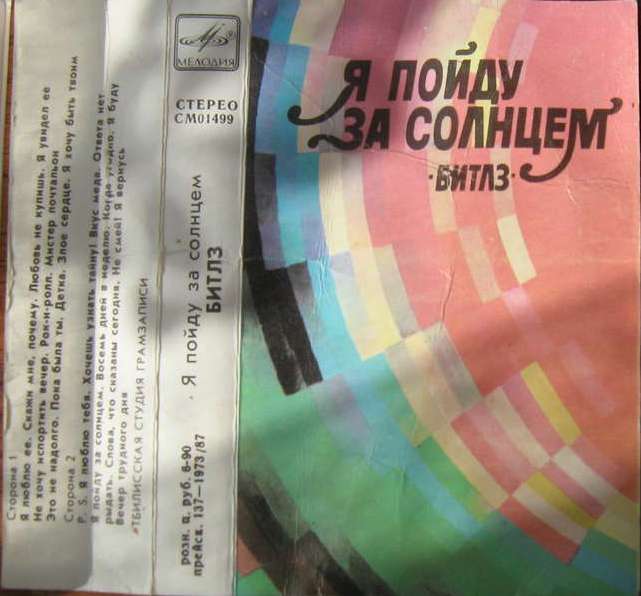 Сторона 1
Я люблю ее. Скажи мне, почему. Любовь не купишь. Я увидел ее
Не хочу испортить вечер. Рок-н-ролл. Мистер почтальон
Это не надолго. Пока была ты. Детка. Злое сердце. Я хочу быть твоим
Сторона 2
P. S. Я люблю тебя. Хочешь узнать тайну! Вкус меда. Ответа нет
Я пойду за солнцем. Восемь дней в неделю. Когда угодно. Я буду
рыдать. Слова, что сказаны сегодня. Не смей! Я вернусь
Вечер трудного дня
ТБИЛИССКАЯ СТУДИЯ ГРАМЗАПИСИ
розн. ц. руб. 6-90
прейск. 137—1973/87
Я пойду за солнцем
БИТЛЗ
МЕЛОДИЯ
СТЕРЕО
СМ01499
Я ПОЙДУ
ЗА СОЛНЦЕМ
·БИТЛЗ·